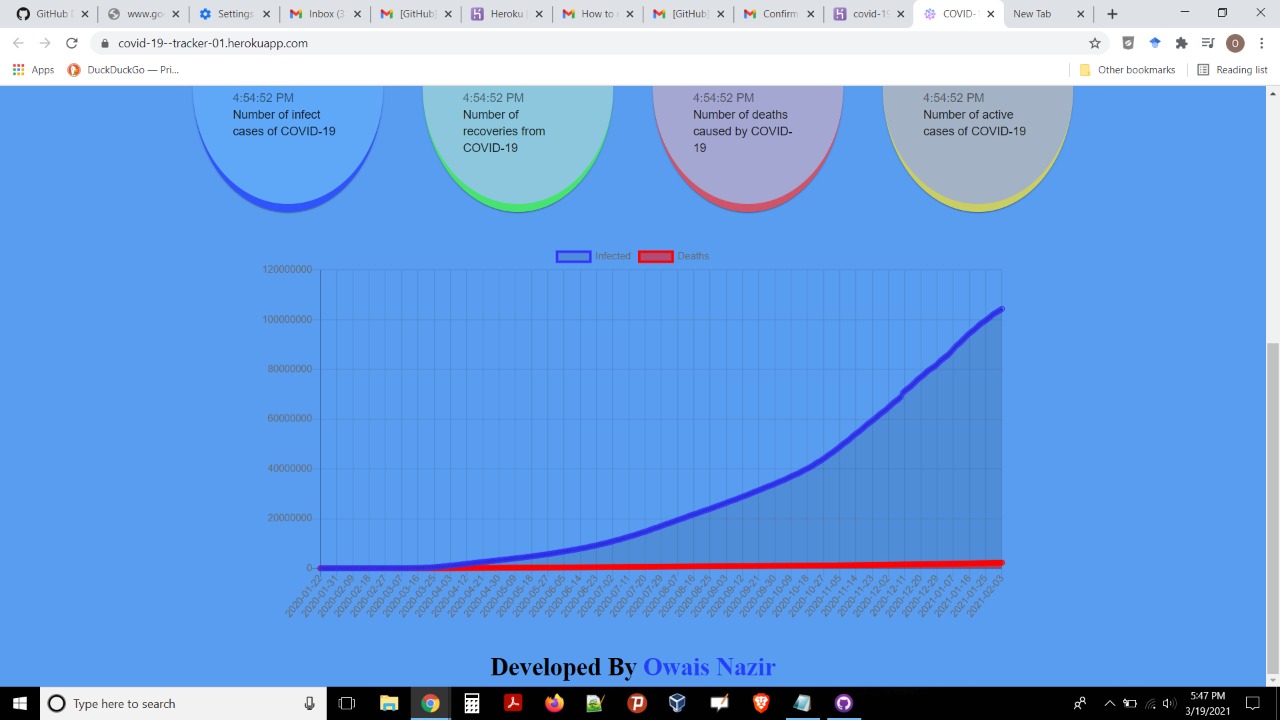 GitHub
www.go
Settings
Inbox (3
[GitHub]
Heroku |
How to
[GitHub]
Confirm
covid-19
COVID-
New Tab
covid-19--tracker-01.herokuapp.com
O
Apps
DuckDuckGo — Pri...
Other bookmarks
Reading list
4:54:52 PM
Number of infect
cases of COVID-19
4:54:52 PM
Number of
recoveries from
COVID-19
4:54:52 PM
Number of deaths
caused by COVID-
19
4:54:52 PM
Number of active
cases of COVID-19
Infected
Deaths
120000000
100000000
80000000
60000000
40000000
20000000
0
2020-01-22
2020-01-31
2020-02-09
2020-02-18
2020-02-27
2020-03-07
2020-03-16
2020-03-25
2020-04-03
2020-04-12
2020-04-21
2020-04-30
2020-05-09
2020-05-18
2020-05-27
2020-06-05
2020-06-14
2020-06-23
2020-07-02
2020-07-11
2020-07-20
2020-07-29
2020-08-07
2020-08-16
2020-08-25
2020-09-03
2020-09-12
2020-09-21
2020-09-30
2020-10-09
2020-10-18
2020-10-27
2020-11-05
2020-11-14
2020-11-23
2020-12-02
2020-12-11
2020-12-20
2020-12-29
2021-01-07
2021-01-16
2021-01-25
2021-02-03
Developed By Owais Nazir
Type here to search
5:47 PM
3/19/2021